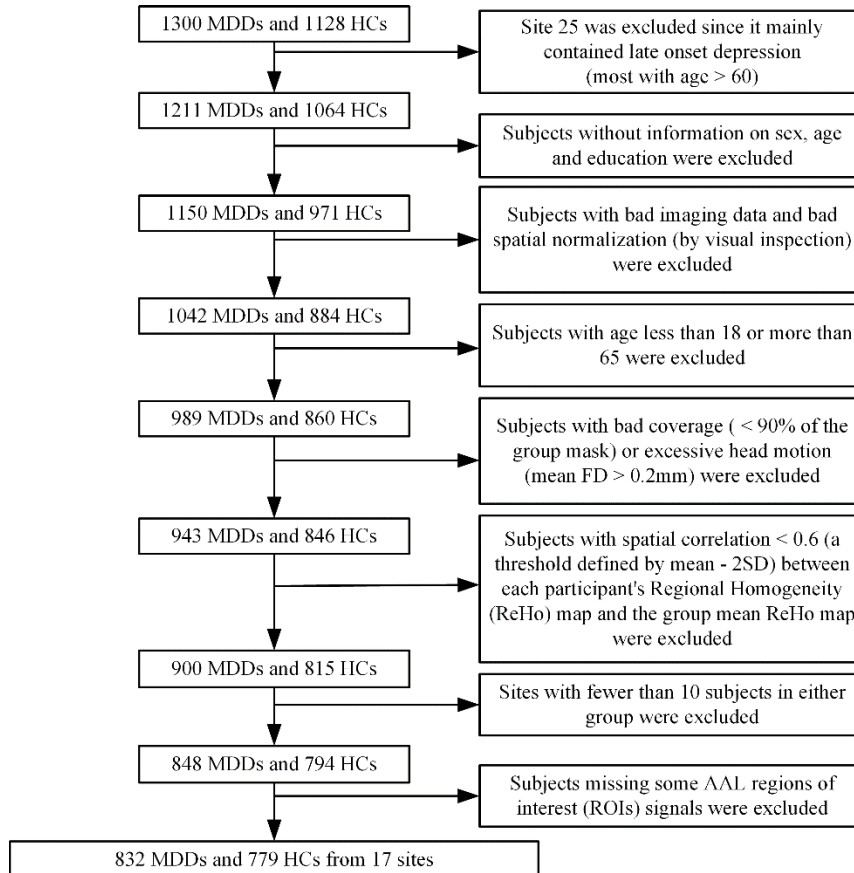 1300 MDDs and 1128 HCs
Site 25 was excluded since it mainly
contained late onset depression
(most with age > 60)
1211 MDDs and 1064 HCs
Subjects without information on sex, age
and education were excluded
1150 MDDs and 971 HCs
Subjects with bad imaging data and bad
spatial normalization (by visual inspection)
were excluded
1042 MDDs and 884 HCs
Subjects with age less than 18 or more than
65 were excluded
989 MDDs and 860 HCs
Subjects with bad coverage ( < 90% of the
group mask) or excessive head motion
(mean FD > 0.2mm) were excluded
943 MDDs and 846 HCs
Subjects with spatial correlation < 0.6 (a
threshold defined by mean - 2SD) between
each participant's Regional Homogeneity
(ReHo) map and the group mean ReHo map
were excluded
900 MDDs and 815 HCs
Sites with fewer than 10 subjects in either
group were excluded
848 MDDs and 794 HCs
Subjects missing some AAL regions of
interest (ROIs) signals were excluded
832 MDDs and 779 HCs from 17 sites